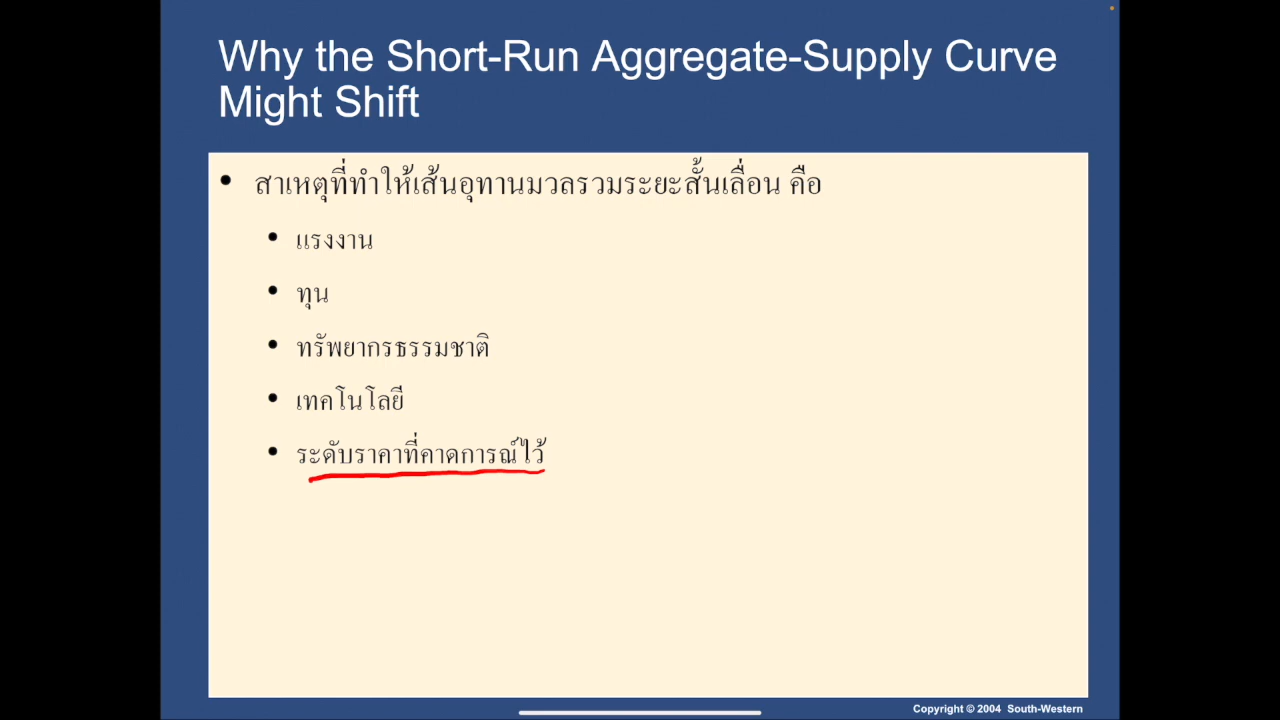 Why the Short-Run Aggregate-Supply Curve
Might Shift
• สาเหตุที่ทำให้เส้นอุทานมวลรวมระยะสั้นเลื่อน คือ
• แรงงาน
• ทุน
• ทรัพยากรธรรมชาติ
• เทคโนโลยี
• ระดับราคาที่คาดการณ์ไว้
Copyright © 2004 South-Western